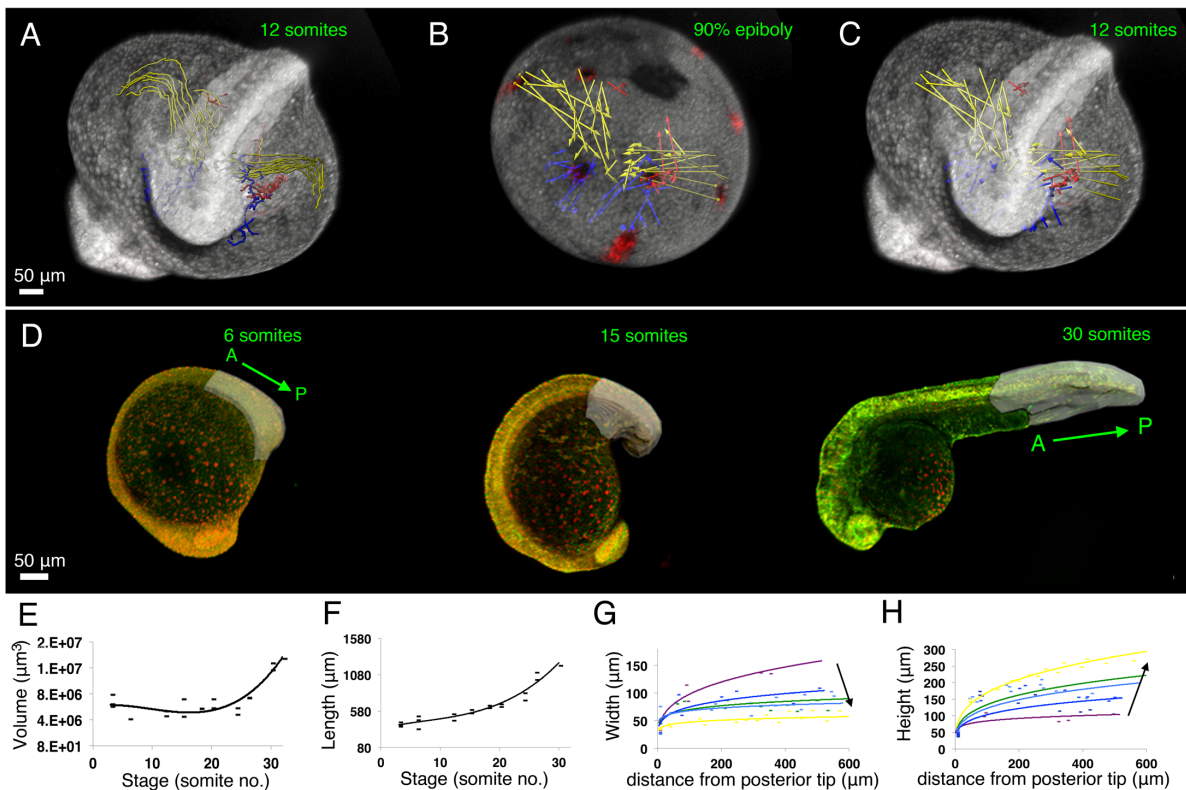 A
12 somites
B
90% epiboly
C
12 somites
50 µm
D
6 somites
A
P
15 somites
30 somites
A
P
50 µm
E
Volume (µm³)
2.E+07
1.E+07
8.E+06
4.E+06
8.E+01
0 10 20 30
Stage (somite no.)
F
Length (µm)
1580
1080
580
80
0 10 20 30
Stage (somite no.)
G
Width (µm)
150
100
50
0
0 200 400 600
distance from posterior tip (µm)
H
Height (µm)
300
250
200
150
100
50
0
0 200 400 600
distance from posterior tip (µm)